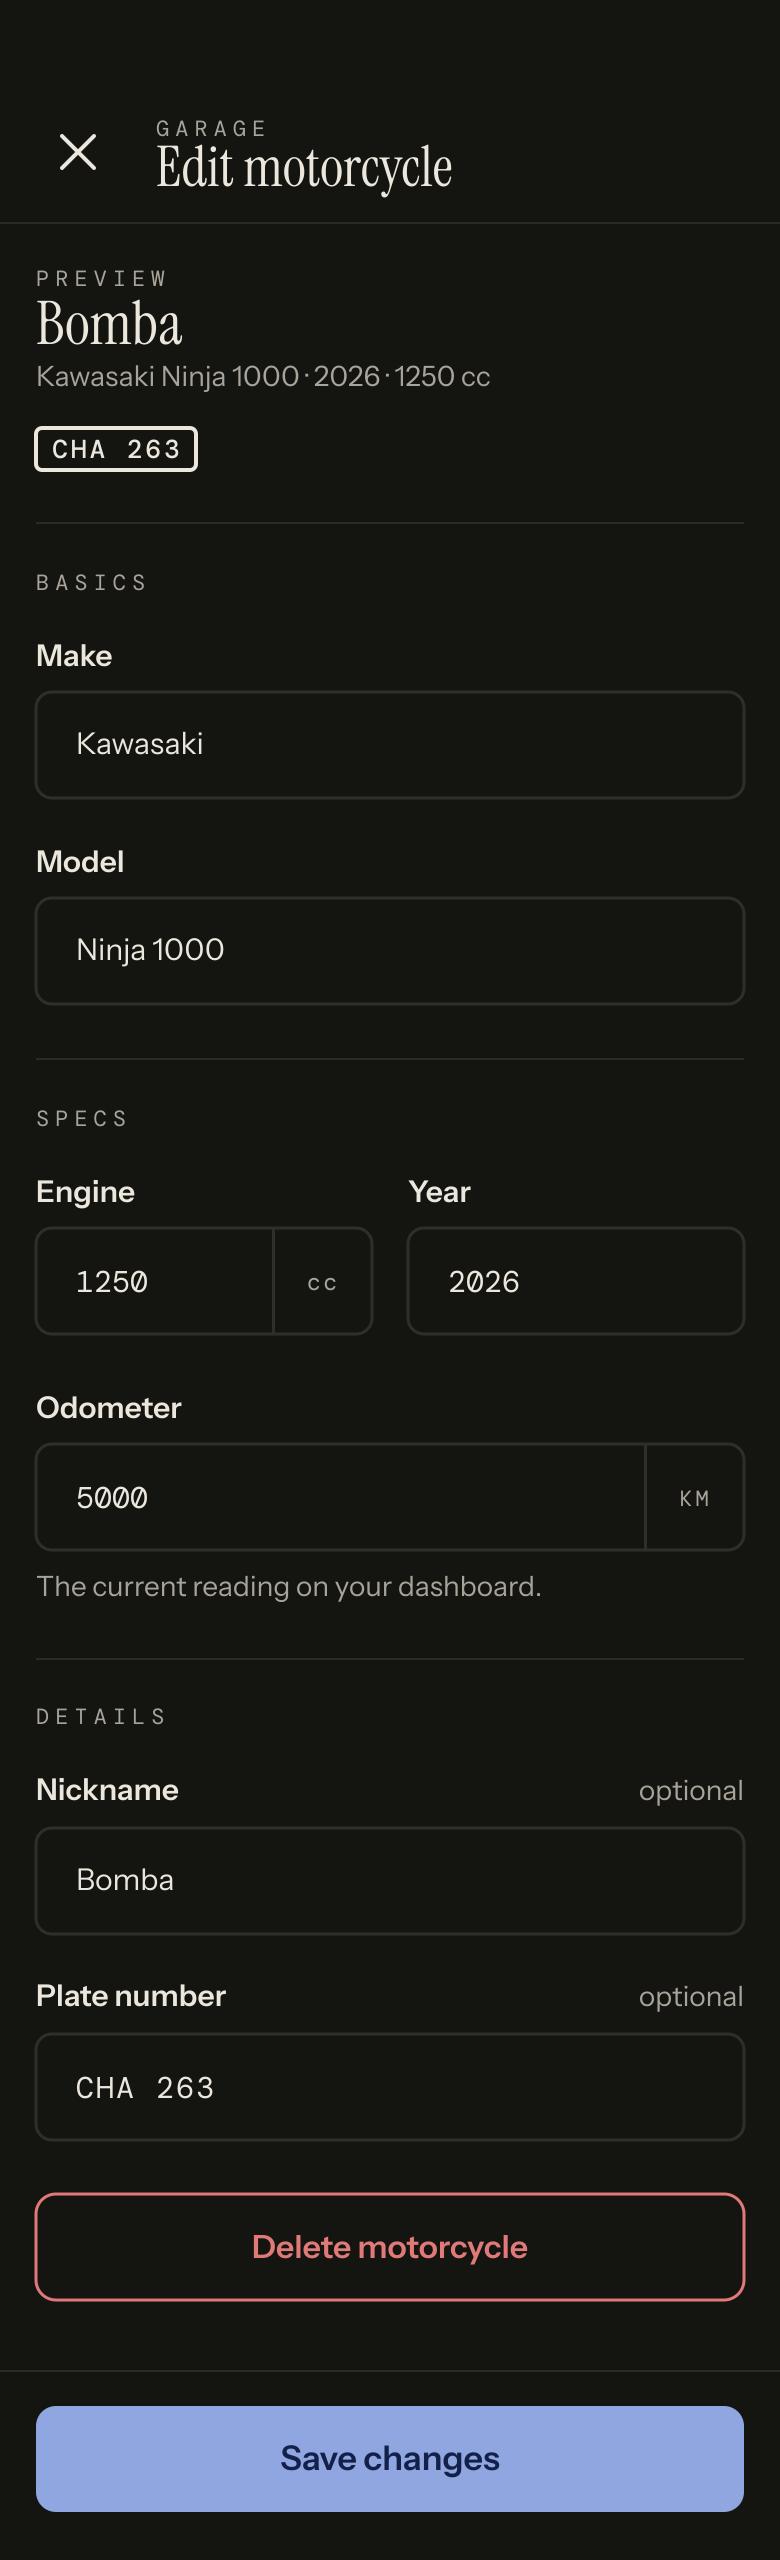 GARAGE
Edit motorcycle
PREVIEW
Bomba
Kawasaki Ninja 1000 · 2026 · 1250 cc
CHA 263
BASICS
Make
Kawasaki
Model
Ninja 1000
SPECS
Engine Year
1250 cc 2026
Odometer
5000 KM
The current reading on your dashboard.
DETAILS
Nickname optional
Bomba
Plate number optional
CHA 263
Delete motorcycle
Save changes